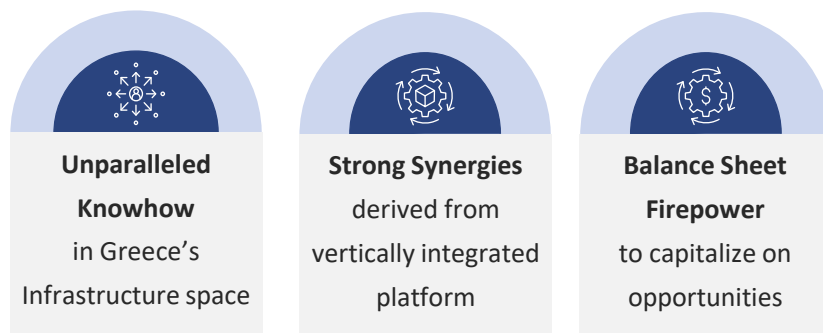 Unparalleled
Knowhow
in Greece’s
Infrastructure space
Strong Synergies
derived from
vertically integrated
platform
Balance Sheet
Firepower
to capitalize on
opportunities